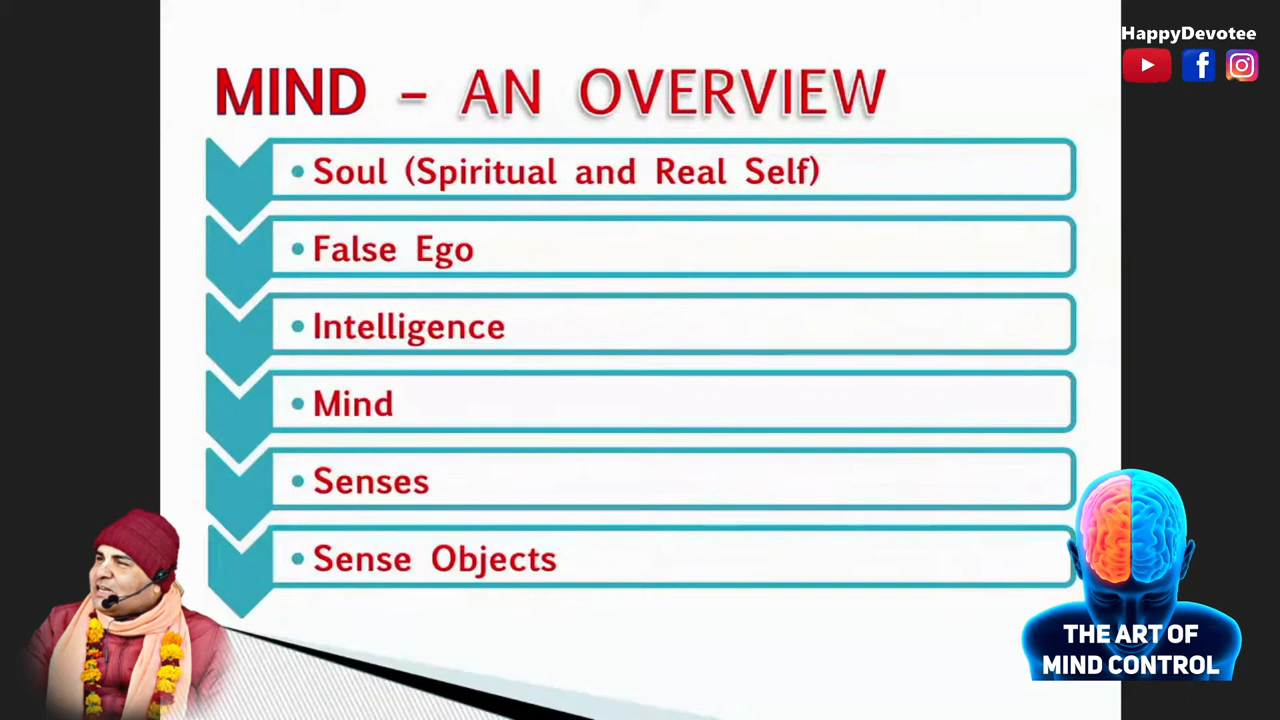 HappyDevotee
MIND – AN OVERVIEW
• Soul (Spiritual and Real Self)
• False Ego
• Intelligence
• Mind
• Senses
• Sense Objects
THE ART OF
MIND CONTROL